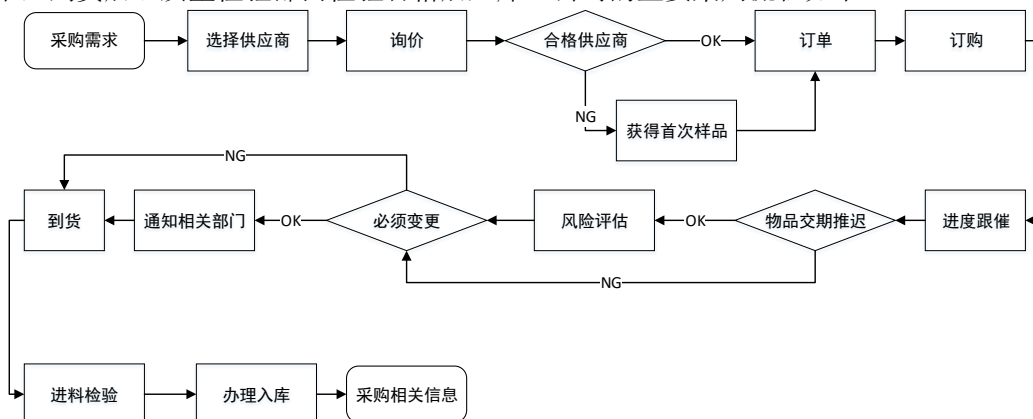 采购需求
选择供应商
询价
合格供应商
OK
订单
订购
NG
获得首次样品
NG
到货
通知相关部门
OK
必须变更
风险评估
OK
物品交期推迟
进度跟催
NG
进料检验
办理入库
采购相关信息